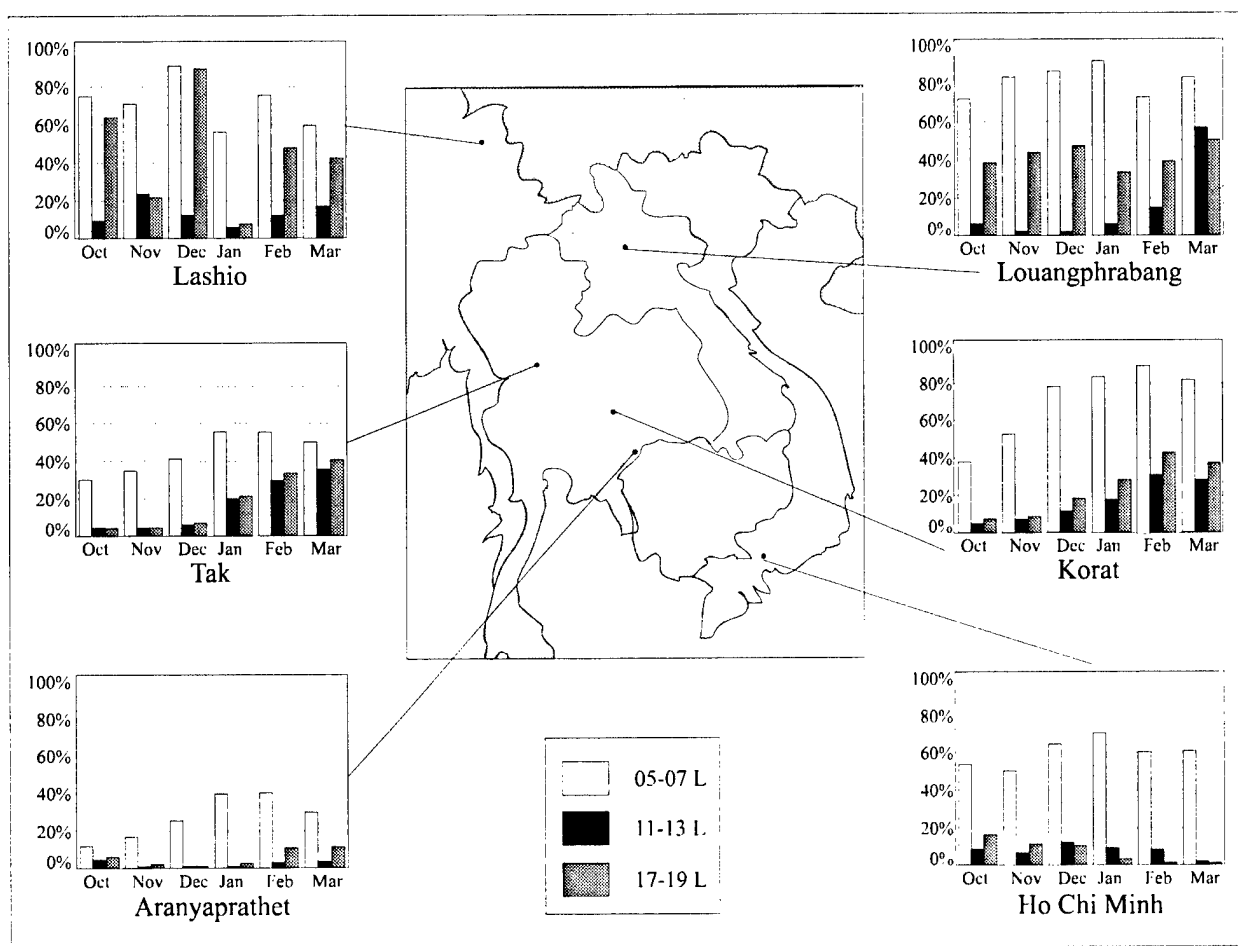 100%
80%
60%
40%
20%
0%
Oct Nov Dec Jan Feb Mar
Lashio
100%
80%
60%
40%
20%
0%
Oct Nov Dec Jan Feb Mar
Louangphrabang
100%
80%
60%
40%
20%
0%
Oct Nov Dec Jan Feb Mar
Tak
100%
80%
60%
40%
20%
0%
Oct Nov Dec Jan Feb Mar
Korat
100%
80%
60%
40%
20%
0%
Oct Nov Dec Jan Feb Mar
Aranyaprathet
05-07 L
11-13 L
17-19 L
100%
80%
60%
40%
20%
0%
Oct Nov Dec Jan Feb Mar
Ho Chi Minh